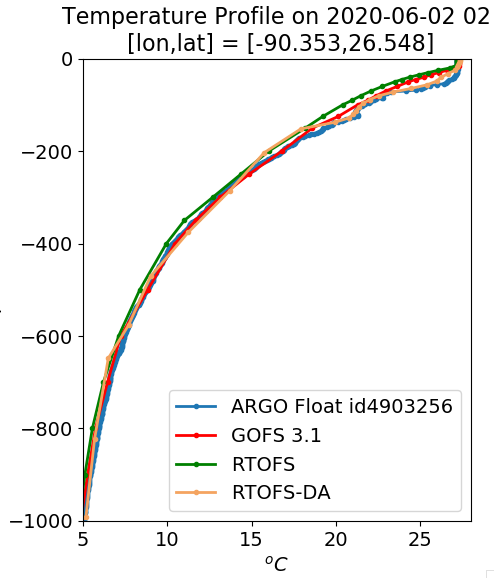 Temperature Profile on 2020-06-02 02
[lon,lat] = [-90.353,26.548]
0
−200
−400
−600
−800
−1000
5
10
15
20
25
°C
ARGO Float id4903256
GOFS 3.1
RTOFS
RTOFS-DA